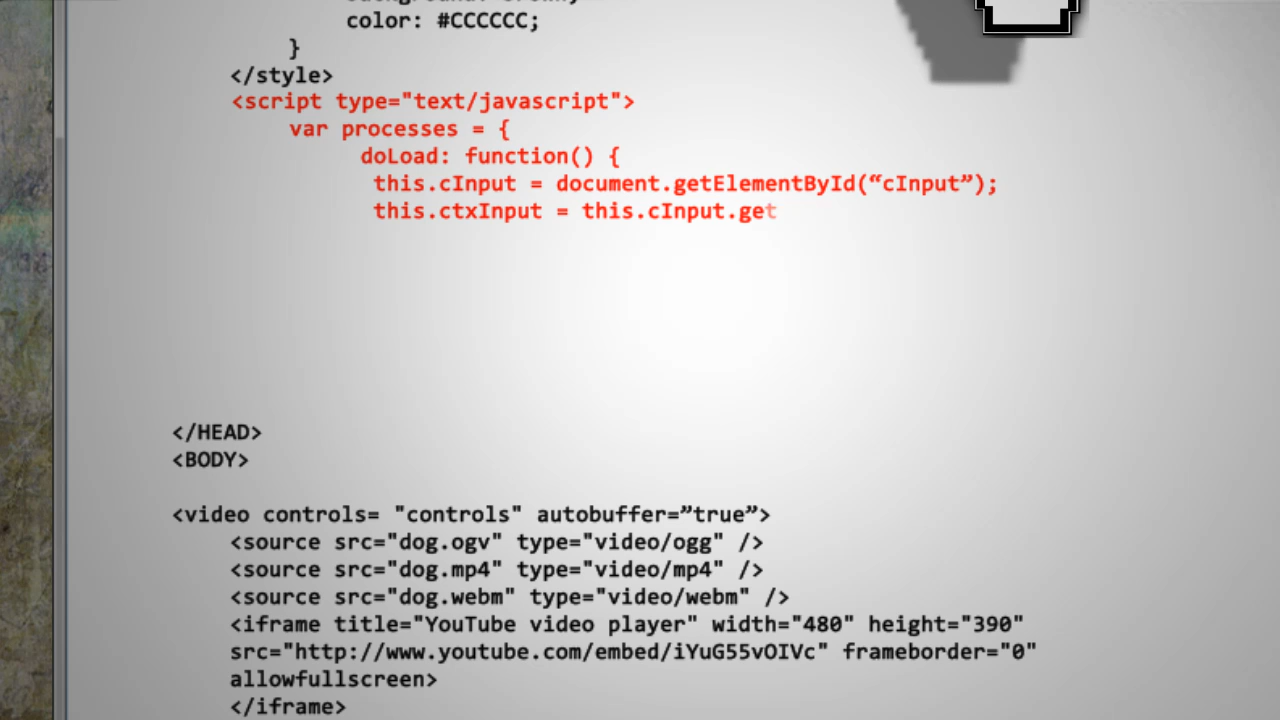 color: #CCCCCC;
}
</style>
<script type="text/javascript">
var processes = {
doLoad: function() {
this.cInput = document.getElementById(“cInput”);
this.ctxInput = this.cInput.get
</HEAD>
<BODY>
<video controls= "controls" autobuffer=”true”>
<source src="dog.ogv" type="video/ogg" />
<source src="dog.mp4" type="video/mp4" />
<source src="dog.webm" type="video/webm" />
<iframe title="YouTube video player" width="480" height="390"
src="http://www.youtube.com/embed/iYuG55vOIVc" frameborder="0"
allowfullscreen>
</iframe>